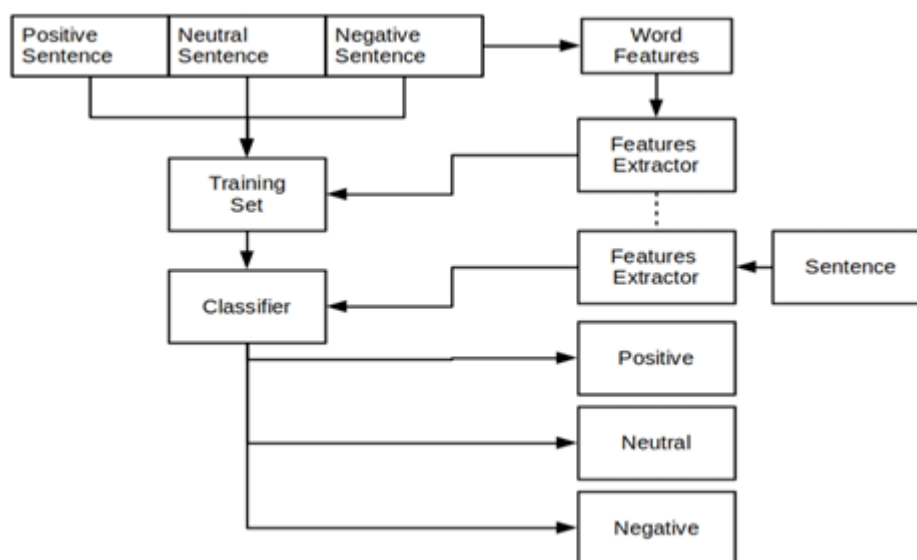 Positive
Sentence
Neutral
Sentence
Negative
Sentence
Word
Features
Features
Extractor
Training
Set
Features
Extractor
Sentence
Classifier
Positive
Neutral
Negative